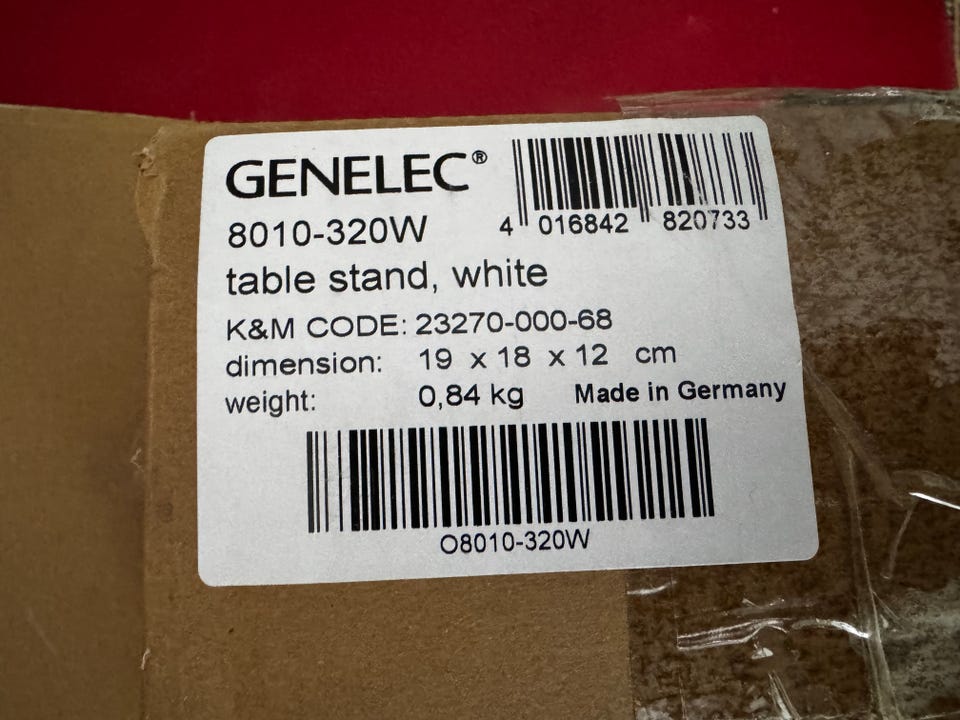 GENELEC®
8010-320W
4 016842 820733
table stand, white
K&M CODE: 23270-000-68
dimension: 19 x 18 x 12 cm
weight: 0,84 kg Made in Germany
O8010-320W